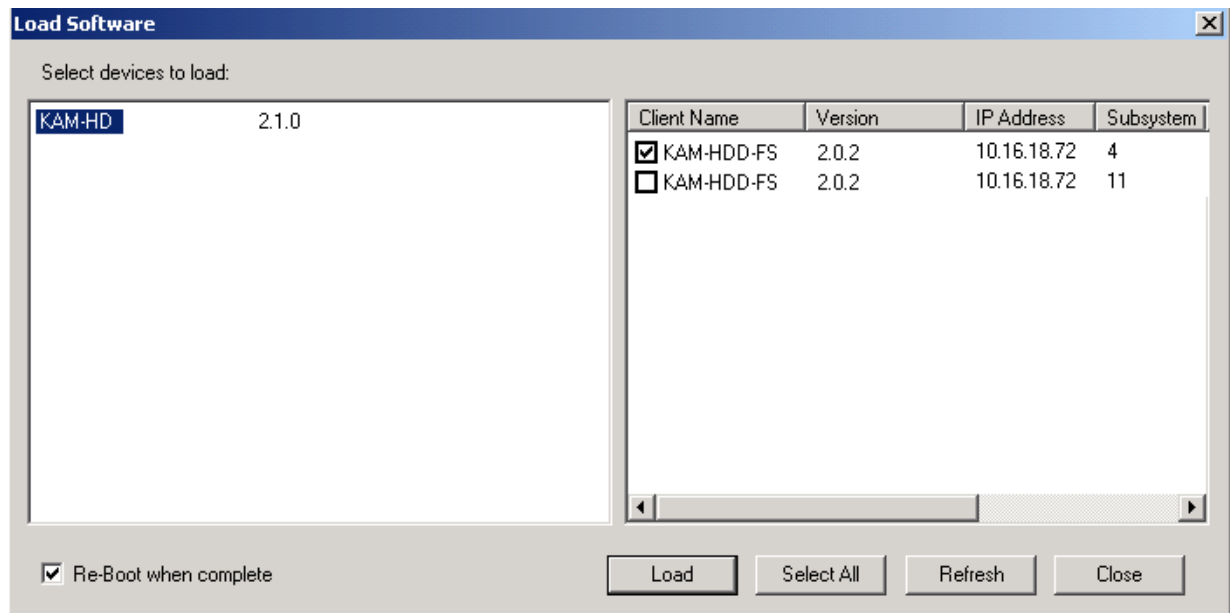 Load Software
Select devices to load:
KAM-HD 2.1.0
Client Name Version IP Address Subsystem
KAM-HDD-FS 2.0.2 10.16.18.72 4
KAM-HDD-FS 2.0.2 10.16.18.72 11
Re-Boot when complete
Load Select All Refresh Close